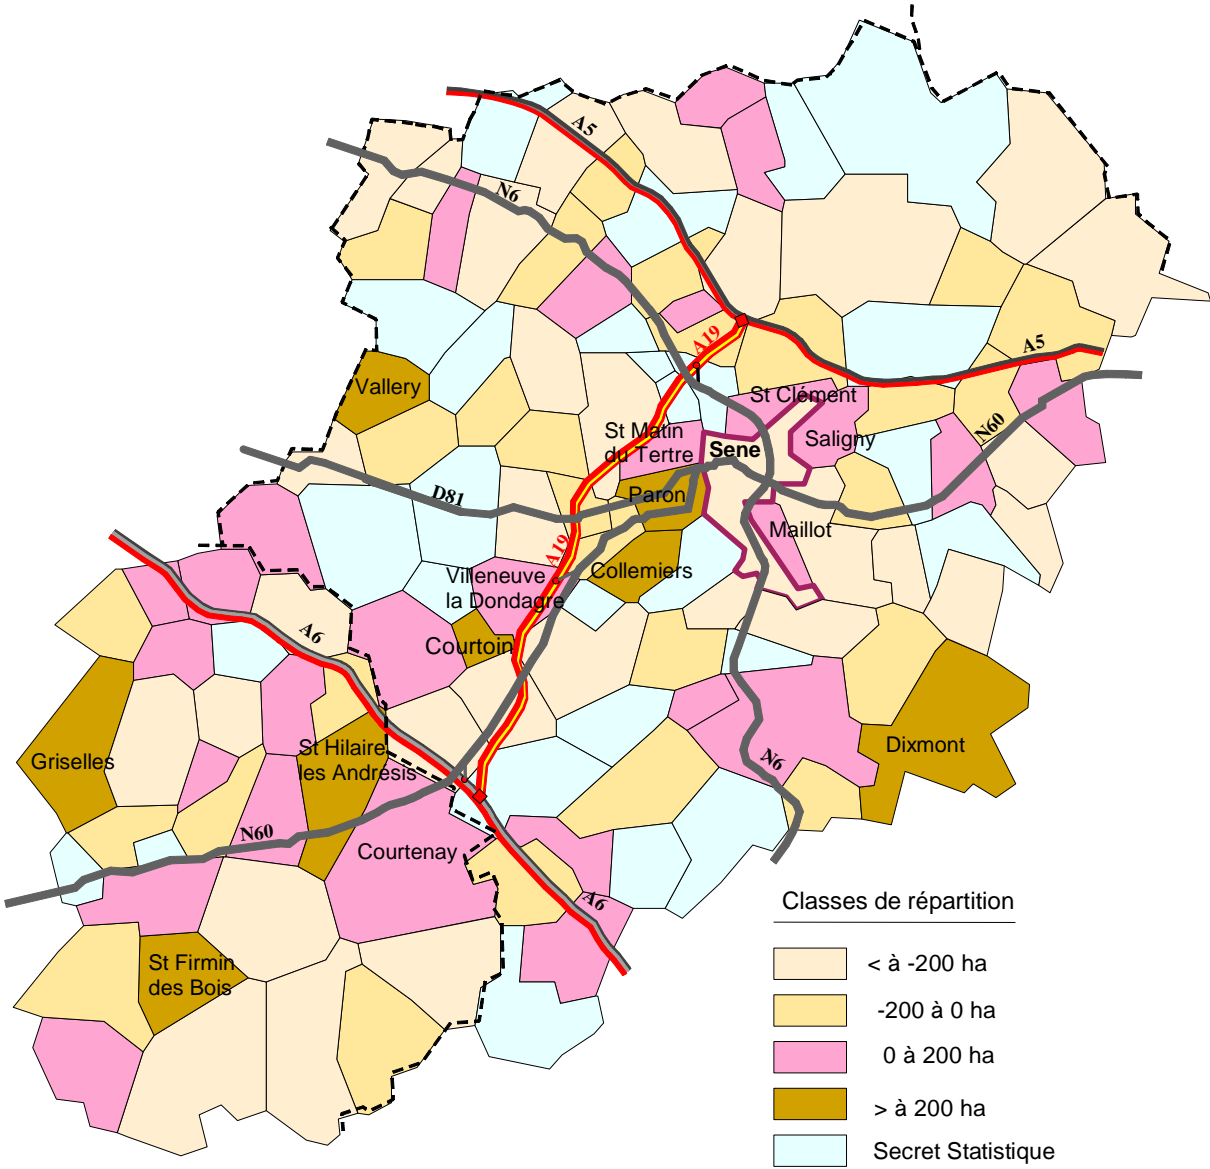 A5
N6
A19
A5
Vallery
St Clément
N60
St Matin
du Tertre
Sene
Saligny
D81
Paron
Maillot
A19
Villeneuve
la Dondagre
Collemiers
A6
Courtoin
Griselles
St Hilaire
les Andrésis
Dixmont
N6
N60
Courtenay
A6
St Firmin
des Bois
Classes de répartition
< à -200 ha
-200 à 0 ha
0 à 200 ha
> à 200 ha
Secret Statistique